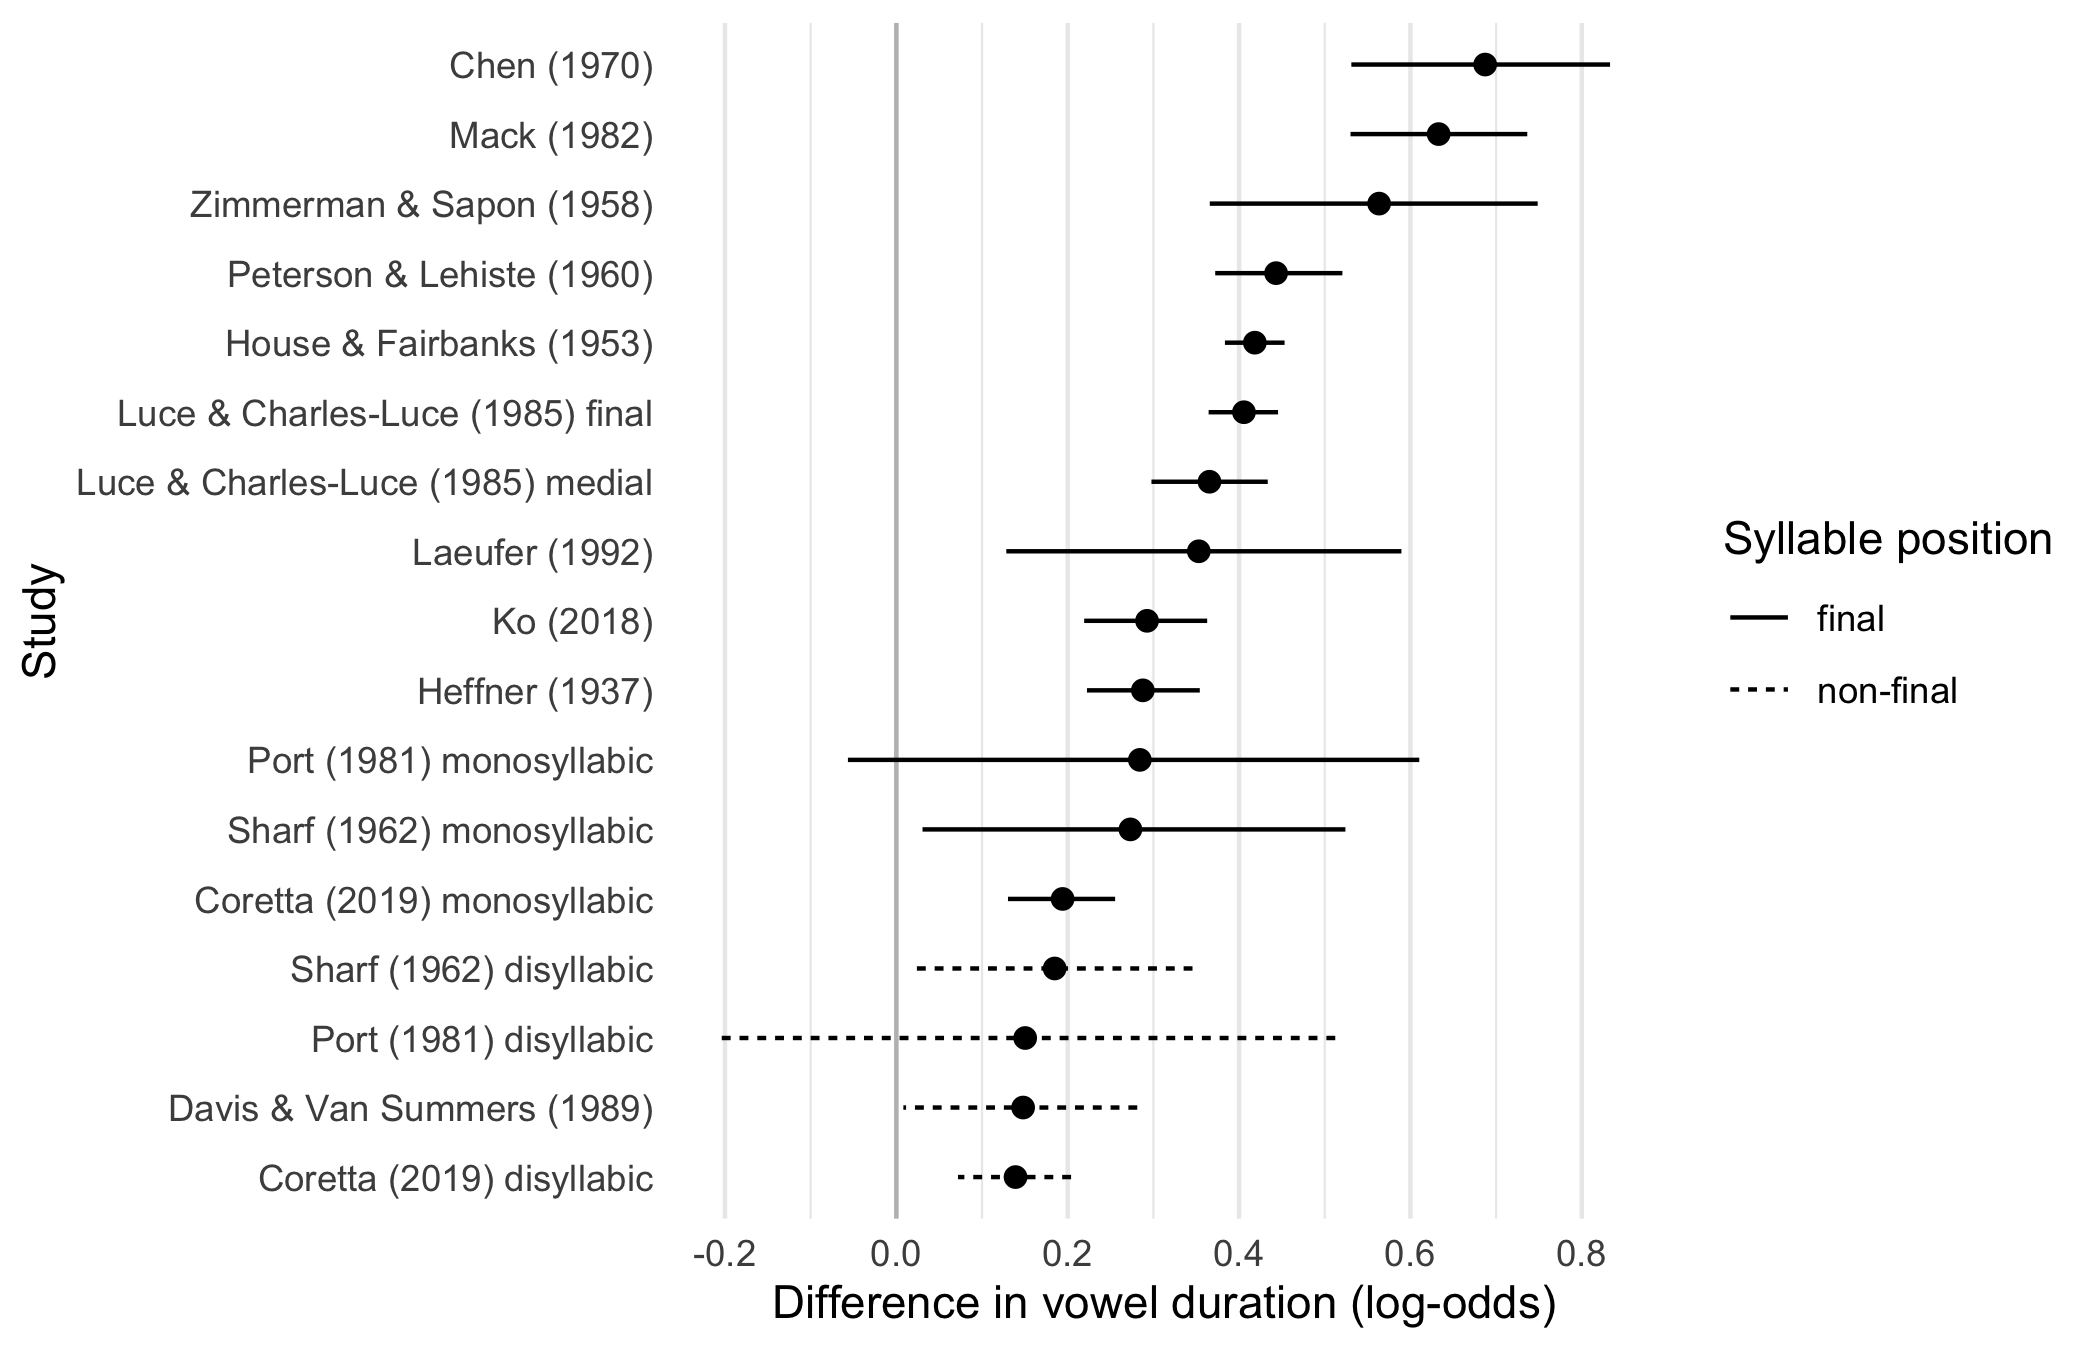 Chen (1970)
Mack (1982)
Zimmerman & Sapon (1958)
Peterson & Lehiste (1960)
House & Fairbanks (1953)
Luce & Charles-Luce (1985) final
Luce & Charles-Luce (1985) medial
Laeufer (1992)
Ko (2018)
Heffner (1937)
Port (1981) monosyllabic
Sharf (1962) monosyllabic
Coretta (2019) monosyllabic
Sharf (1962) disyllabic
Port (1981) disyllabic
Davis & Van Summers (1989)
Coretta (2019) disyllabic
Study
-0.2 0.0 0.2 0.4 0.6 0.8
Difference in vowel duration (log-odds)
Syllable position
final
non-final